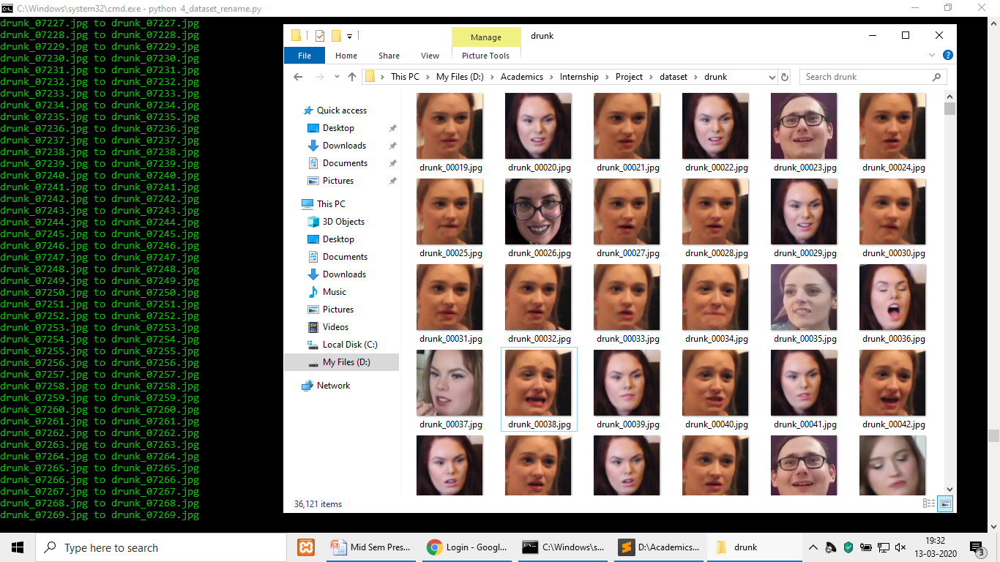 C:\Windows\system32\cmd.exe - python 4_dataset_rename.py
drunk_07227.jpg to drunk_07227.jpg
drunk_07228.jpg to drunk_07228.jpg
drunk_07229.jpg to drunk_07229.jpg
drunk_07230.jpg to drunk_07230.jpg
drunk_07231.jpg to drunk_07231.jpg
drunk_07232.jpg to drunk_07232.jpg
drunk_07233.jpg to drunk_07233.jpg
drunk_07234.jpg to drunk_07234.jpg
drunk_07235.jpg to drunk_07235.jpg
drunk_07236.jpg to drunk_07236.jpg
drunk_07237.jpg to drunk_07237.jpg
drunk_07238.jpg to drunk_07238.jpg
drunk_07239.jpg to drunk_07239.jpg
drunk_07240.jpg to drunk_07240.jpg
drunk_07241.jpg to drunk_07241.jpg
drunk_07242.jpg to drunk_07242.jpg
drunk_07243.jpg to drunk_07243.jpg
drunk_07244.jpg to drunk_07244.jpg
drunk_07245.jpg to drunk_07245.jpg
drunk_07246.jpg to drunk_07246.jpg
drunk_07247.jpg to drunk_07247.jpg
drunk_07248.jpg to drunk_07248.jpg
drunk_07249.jpg to drunk_07249.jpg
drunk_07250.jpg to drunk_07250.jpg
drunk_07251.jpg to drunk_07251.jpg
drunk_07252.jpg to drunk_07252.jpg
drunk_07253.jpg to drunk_07253.jpg
drunk_07254.jpg to drunk_07254.jpg
drunk_07255.jpg to drunk_07255.jpg
drunk_07256.jpg to drunk_07256.jpg
drunk_07257.jpg to drunk_07257.jpg
drunk_07258.jpg to drunk_07258.jpg
drunk_07259.jpg to drunk_07259.jpg
drunk_07260.jpg to drunk_07260.jpg
drunk_07261.jpg to drunk_07261.jpg
drunk_07262.jpg to drunk_07262.jpg
drunk_07263.jpg to drunk_07263.jpg
drunk_07264.jpg to drunk_07264.jpg
drunk_07265.jpg to drunk_07265.jpg
drunk_07266.jpg to drunk_07266.jpg
drunk_07267.jpg to drunk_07267.jpg
drunk_07268.jpg to drunk_07268.jpg
drunk_07269.jpg to drunk_07269.jpg
Manage drunk
File Home Share View Picture Tools
This PC > My Files (D:) > Academics > Internship > Project > dataset > drunk
Search drunk
Quick access
Desktop
Downloads
Documents
Pictures
This PC
3D Objects
Desktop
Documents
Downloads
Music
Pictures
Videos
Local Disk (C:)
My Files (D:)
Network
drunk_00019.jpg drunk_00020.jpg drunk_00021.jpg drunk_00022.jpg drunk_00023.jpg drunk_00024.jpg
drunk_00025.jpg drunk_00026.jpg drunk_00027.jpg drunk_00028.jpg drunk_00029.jpg drunk_00030.jpg
drunk_00031.jpg drunk_00032.jpg drunk_00033.jpg drunk_00034.jpg drunk_00035.jpg drunk_00036.jpg
drunk_00037.jpg drunk_00038.jpg drunk_00039.jpg drunk_00040.jpg drunk_00041.jpg drunk_00042.jpg
36,121 items
Type here to search
Mid Sem Pres...
Login - Googl...
C:\Windows\s...
D:\Academics...
drunk
19:32
13-03-2020
3